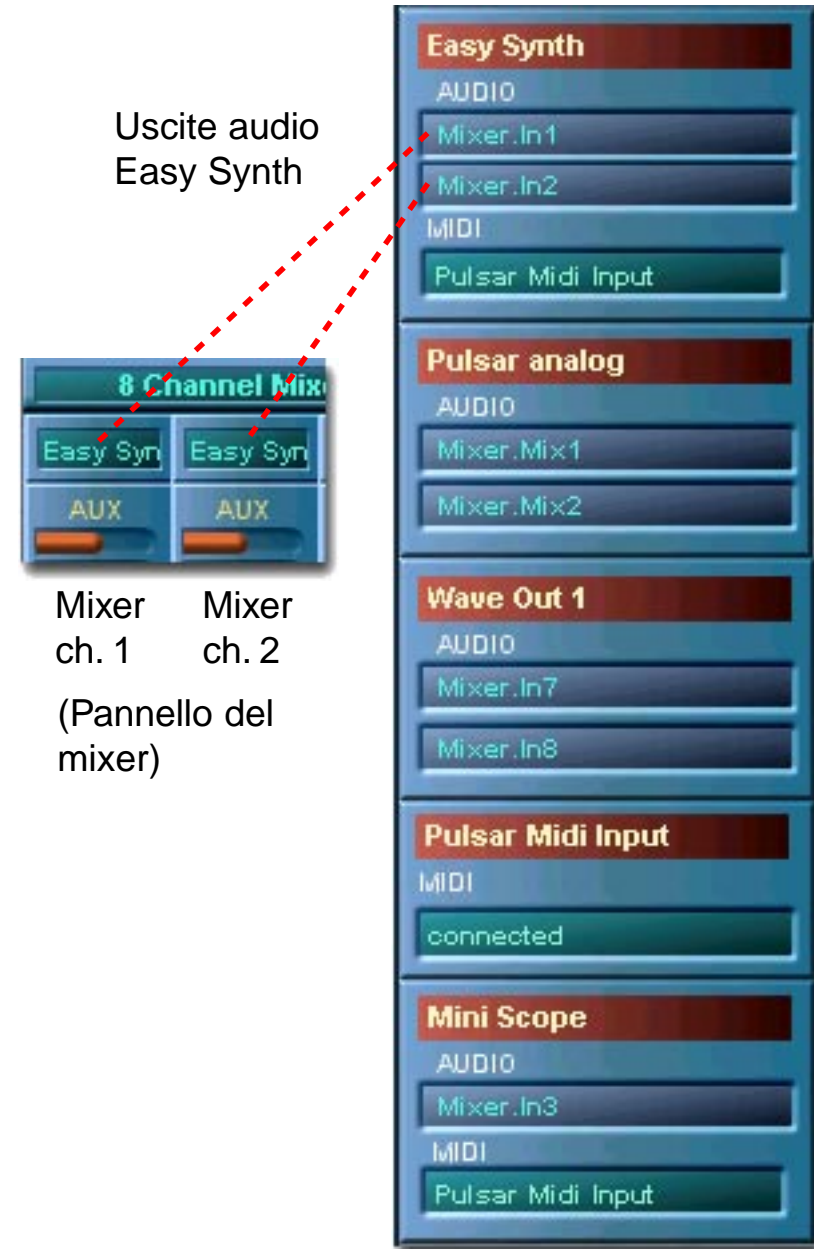 Uscite audio
Easy Synth
8 Channel Mix
Easy Syn
Easy Syn
AUX
AUX
Mixer
ch. 1
Mixer
ch. 2
(Pannello del
mixer)
Easy Synth
AUDIO
Mixer.In1
Mixer.In2
MIDI
Pulsar Midi Input
Pulsar analog
AUDIO
Mixer.Mix1
Mixer.Mix2
Wave Out 1
AUDIO
Mixer.In7
Mixer.In8
Pulsar Midi Input
MIDI
connected
Mini Scope
AUDIO
Mixer.In3
MIDI
Pulsar Midi Input